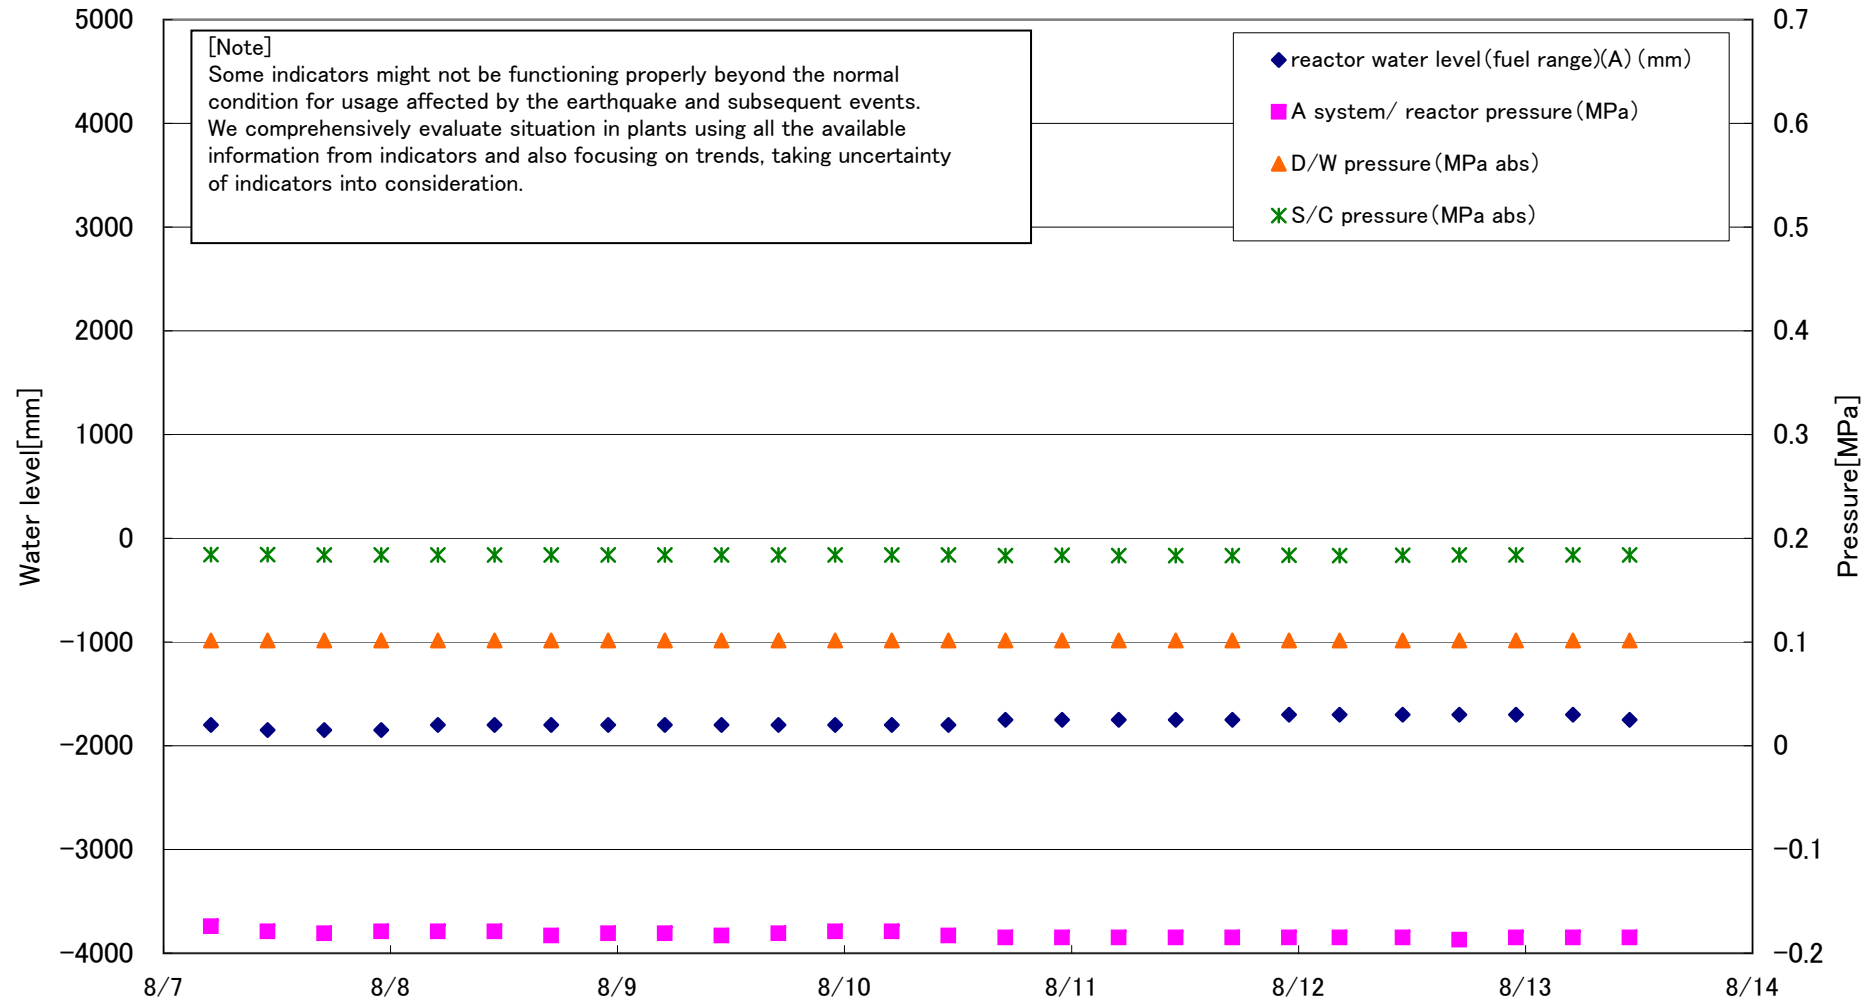 5000
4000
3000
2000
1000
0
-1000
-2000
-3000
-4000
Water level[mm]
[Note]
Some indicators might not be functioning properly beyond the normal
condition for usage affected by the earthquake and subsequent events.
We comprehensively evaluate situation in plants using all the available
information from indicators and also focusing on trends, taking uncertainty
of indicators into consideration.
reactor water level(fuel range)(A) (mm)
A system/ reactor pressure(MPa)
D/W pressure(MPa abs)
S/C pressure(MPa abs)
0.7
0.6
0.5
0.4
0.3
0.2
0.1
0
-0.1
-0.2
Pressure[MPa]
8/7 8/8 8/9 8/10 8/11 8/12 8/13 8/14